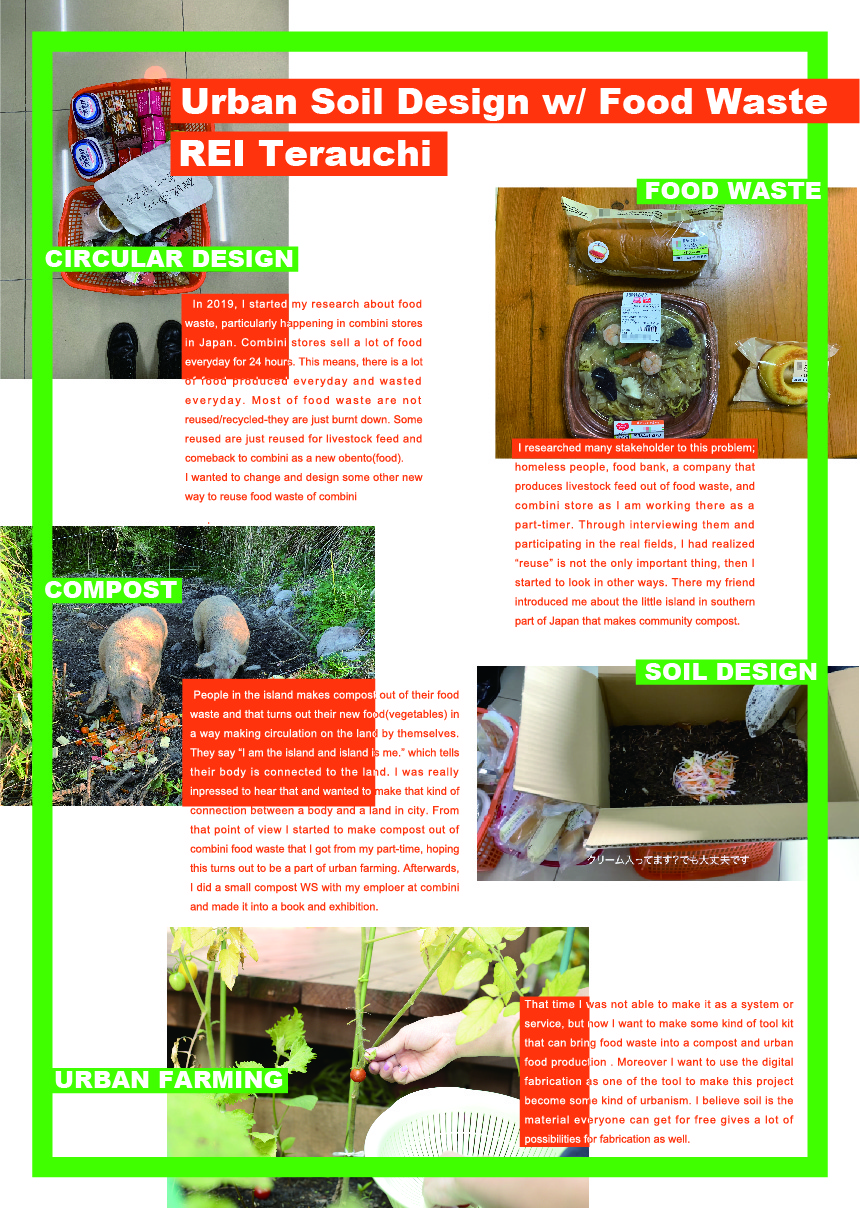 Urban Soil Design w/ Food Waste
REI Terauchi
CIRCULAR DESIGN
In 2019, I started my research about food
waste, particularly happening in combini stores
in Japan. Combini stores sell a lot of food
everyday for 24 hours. This means, there is a lot
of food produced everyday and wasted
everyday. Most of food waste are not
reused/recycled-they are just burnt down. Some
reused are just reused for livestock feed and
comeback to combini as a new obento(food).
I wanted to change and design some other new
way to reuse food waste of combini
.
FOOD WASTE
I researched many stakeholder to this problem;
homeless people, food bank, a company that
produces livestock feed out of food waste, and
combini store as I am working there as a
part-timer. Through interviewing them and
participating in the real fields, I had realized
“reuse” is not the only important thing, then I
started to look in other ways. There my friend
introduced me about the little island in southern
part of Japan that makes community compost.
COMPOST
People in the island makes compost out of their food
waste and that turns out their new food(vegetables) in
a way making circulation on the land by themselves.
They say “I am the island and island is me.” which tells
their body is connected to the land. I was really
inpressed to hear that and wanted to make that kind of
connection between a body and a land in city. From
that point of view I started to make compost out of
combini food waste that I got from my part-time, hoping
this turns out to be a part of urban farming. Afterwards,
I did a small compost WS with my emploer at combini
and made it into a book and exhibition.
SOIL DESIGN
クリーム入ってます?でも大丈夫です
URBAN FARMING
That time I was not able to make it as a system or
service, but now I want to make some kind of tool kit
that can bring food waste into a compost and urban
food production . Moreover I want to use the digital
fabrication as one of the tool to make this project
become some kind of urbanism. I believe soil is the
material everyone can get for free gives a lot of
possibilities for fabrication as well.